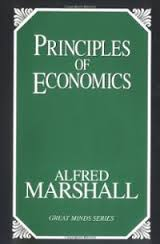 PRINCIPLES
OF
ECONOMICS
ALFRED
MARSHALL
GREAT MINDS SERIES